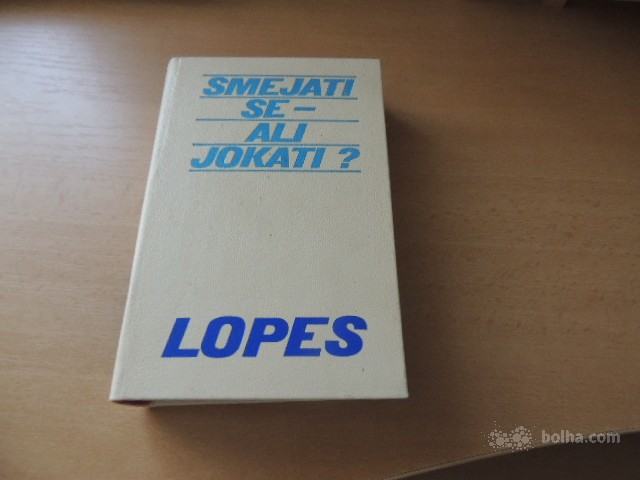 SMEJATI
SE –
ALI
JOKATI ?
LOPES
bolha.com